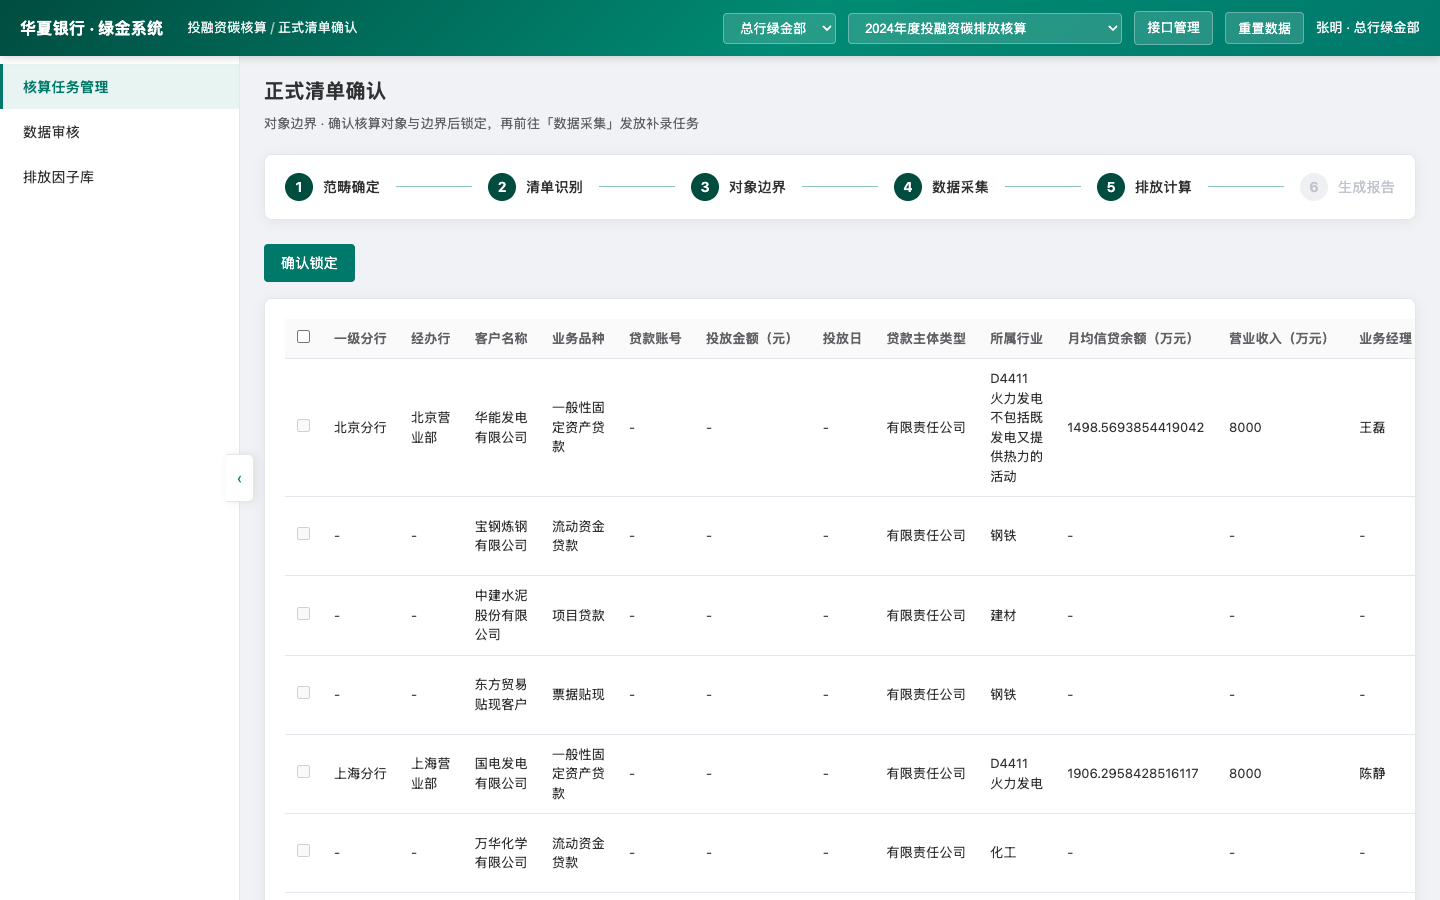 华夏银行 · 绿金系统
投融资碳核算 / 正式清单确认
总行绿金部
2024年度投融资碳排放核算
接口管理
重置数据
张明 · 总行绿金部
核算任务管理
数据审核
排放因子库
‹
正式清单确认
对象边界 · 确认核算对象与边界后锁定，再前往「数据采集」发放补录任务
1 范畴确定
2 清单识别
3 对象边界
4 数据采集
5 排放计算
6 生成报告
确认锁定
一级分行 经办行 客户名称 业务品种 贷款账号 投放金额（元） 投放日 贷款主体类型 所属行业 月均信贷余额（万元） 营业收入（万元） 业务经理
北京分行
北京营
业部
华能发电
有限公司
一般性固
定资产贷
款
-
-
-
有限责任公司
D4411
火力发电
不包括既
发电又提
供热力的
活动
1498.5693854419042
8000
王磊
-
-
宝钢炼钢
有限公司
流动资金
贷款
-
-
-
有限责任公司
钢铁
-
-
-
-
-
中建水泥
股份有限
公司
项目贷款
-
-
-
有限责任公司
建材
-
-
-
-
-
东方贸易
贴现客户
票据贴现
-
-
-
有限责任公司
钢铁
-
-
-
上海分行
上海营
业部
国电发电
有限公司
一般性固
定资产贷
款
-
-
-
有限责任公司
D4411
火力发电
1906.2958428516117
8000
陈静
-
-
万华化学
有限公司
流动资金
贷款
-
-
-
有限责任公司
化工
-
-
-